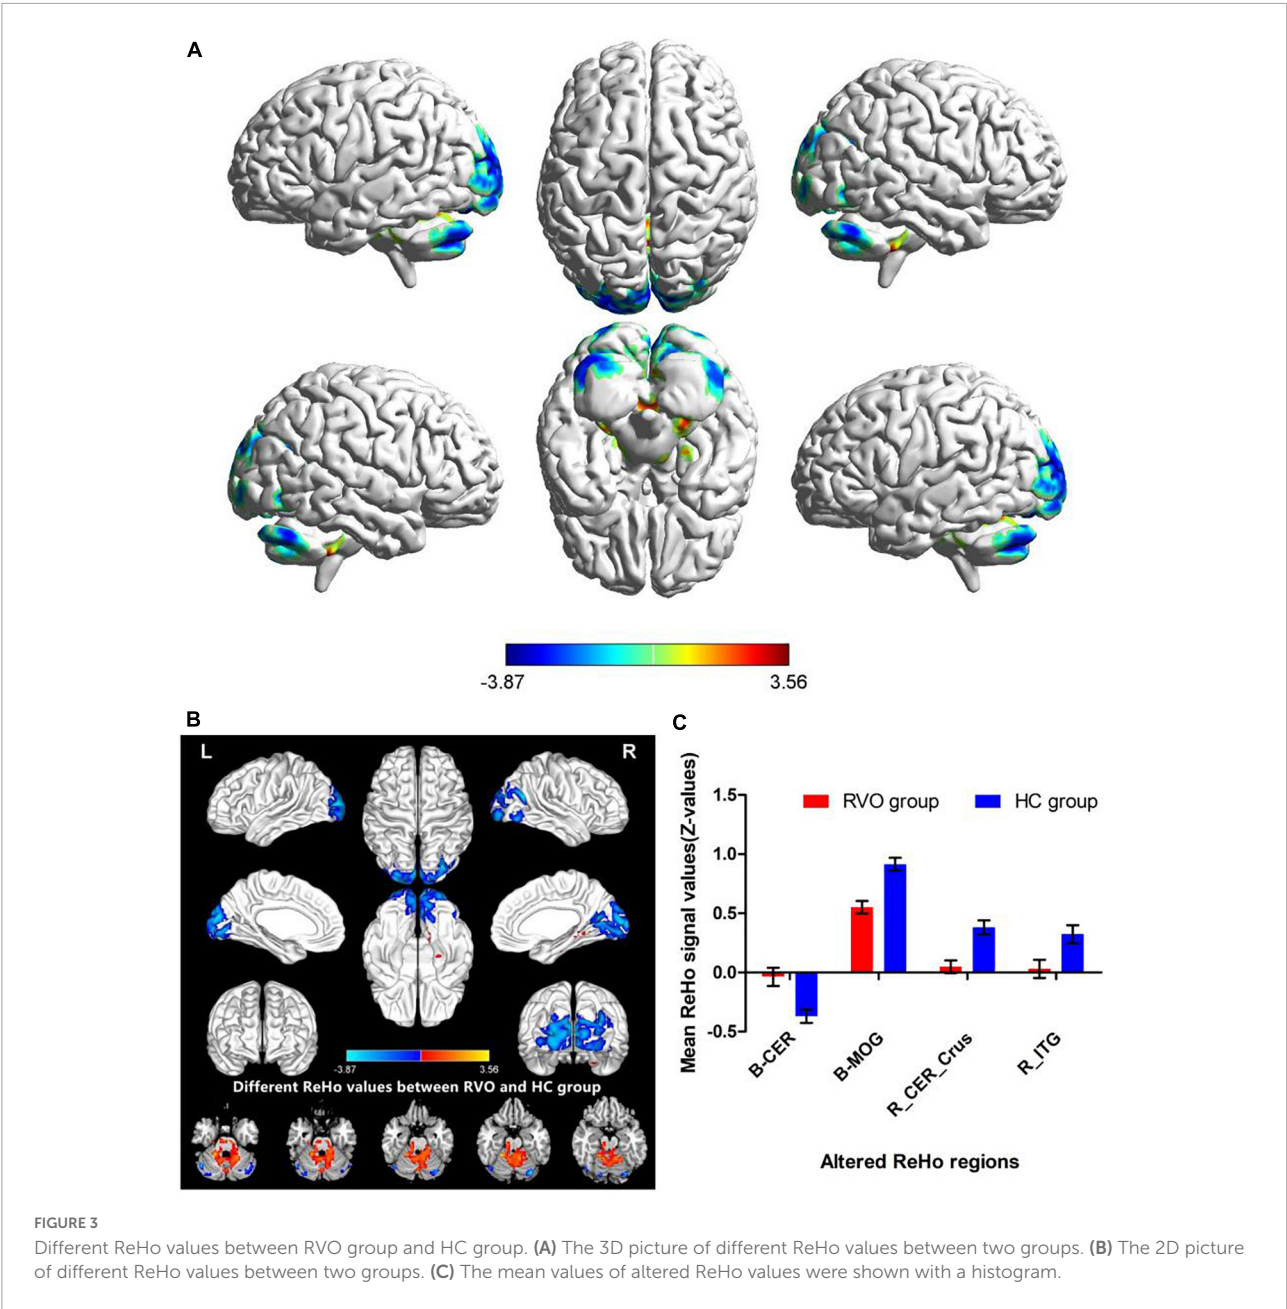 A
-3.87
3.56
B
L
R
-3.87
3.56
Different ReHo values between RVO and HC group
C
Mean ReHo signal values(Z-values)
1.5
1.0
0.5
0.0
-0.5
RVO group
HC group
B-CER
B-MOG
R_CER_Crus
R_ITG
Altered ReHo regions
FIGURE 3
Different ReHo values between RVO group and HC group. (A) The 3D picture of different ReHo values between two groups. (B) The 2D picture
of different ReHo values between two groups. (C) The mean values of altered ReHo values were shown with a histogram.